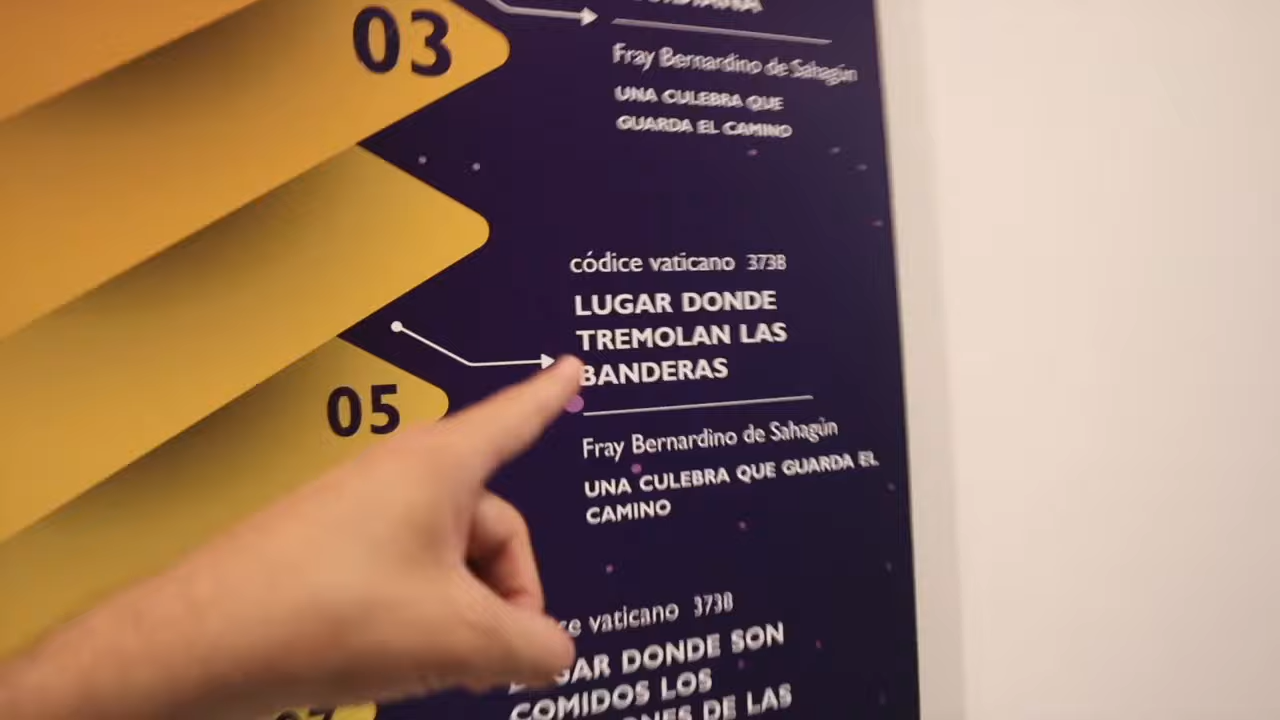 03
Fray Bernardino de Sahagún
UNA CULEBRA QUE
GUARDA EL CAMINO
códice vaticano 3738
LUGAR DONDE
TREMOLAN LAS
BANDERAS
05
Fray Bernardino de Sahagún
UNA CULEBRA QUE GUARDA EL
CAMINO
vaticano 3738
DONDE SON
COMIDOS LOS
DE LAS
07